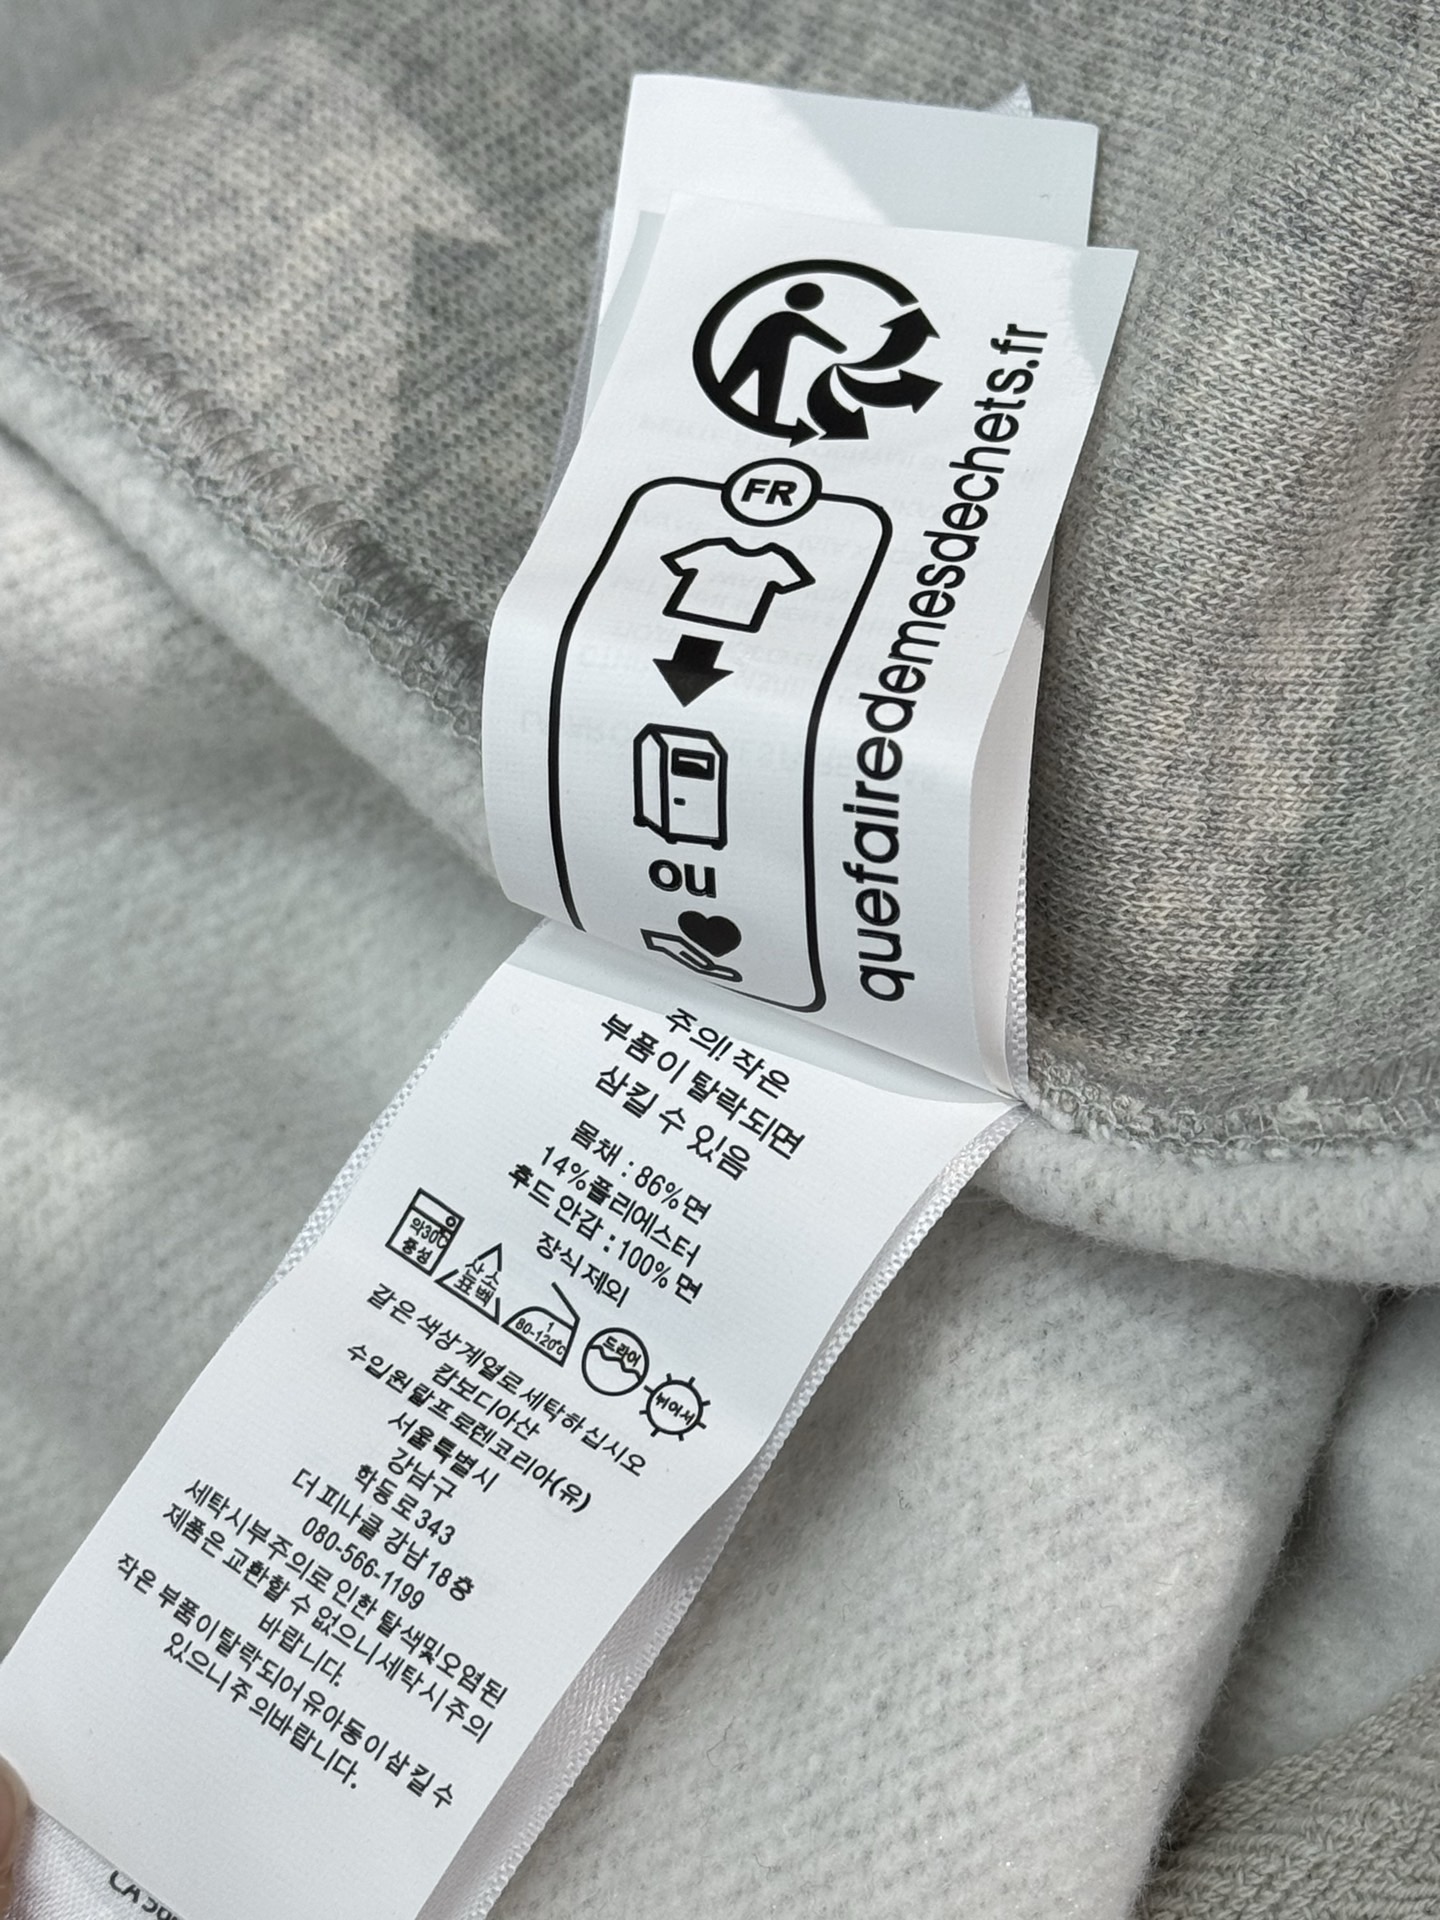 FR
ou
quefairedemesdechets.fr
주의! 작은
부품이 탈락되면
삼킬 수 있음
몸채 : 86% 면
14%폴리에스터
후드 안감 : 100% 면
장식 제외
약30℃
중성
산소
표백
1
80-120℃
드라이
뉘어서
같은 색상계열로 세탁하십시오
캄보디아산
수입원 랄프로렌코리아(유)
서울특별시
강남구
학동로 343
더 피나클 강남 18층
080-566-1199
세탁시부주의로 인한 탈색및오염된
제품은 교환할 수 없으니세탁시주의
바랍니다.
작은 부품이탈락되어유아동이삼킬수
있으니주의바랍니다.